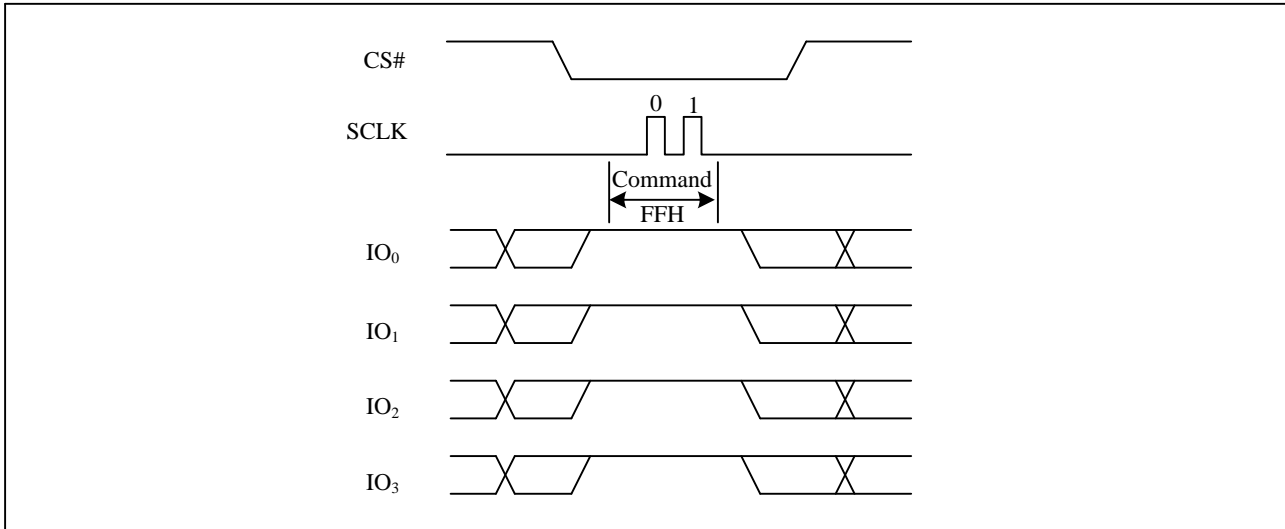 CS#
0 1
SCLK
Command
FFH
IO₀
IO₁
IO₂
IO₃